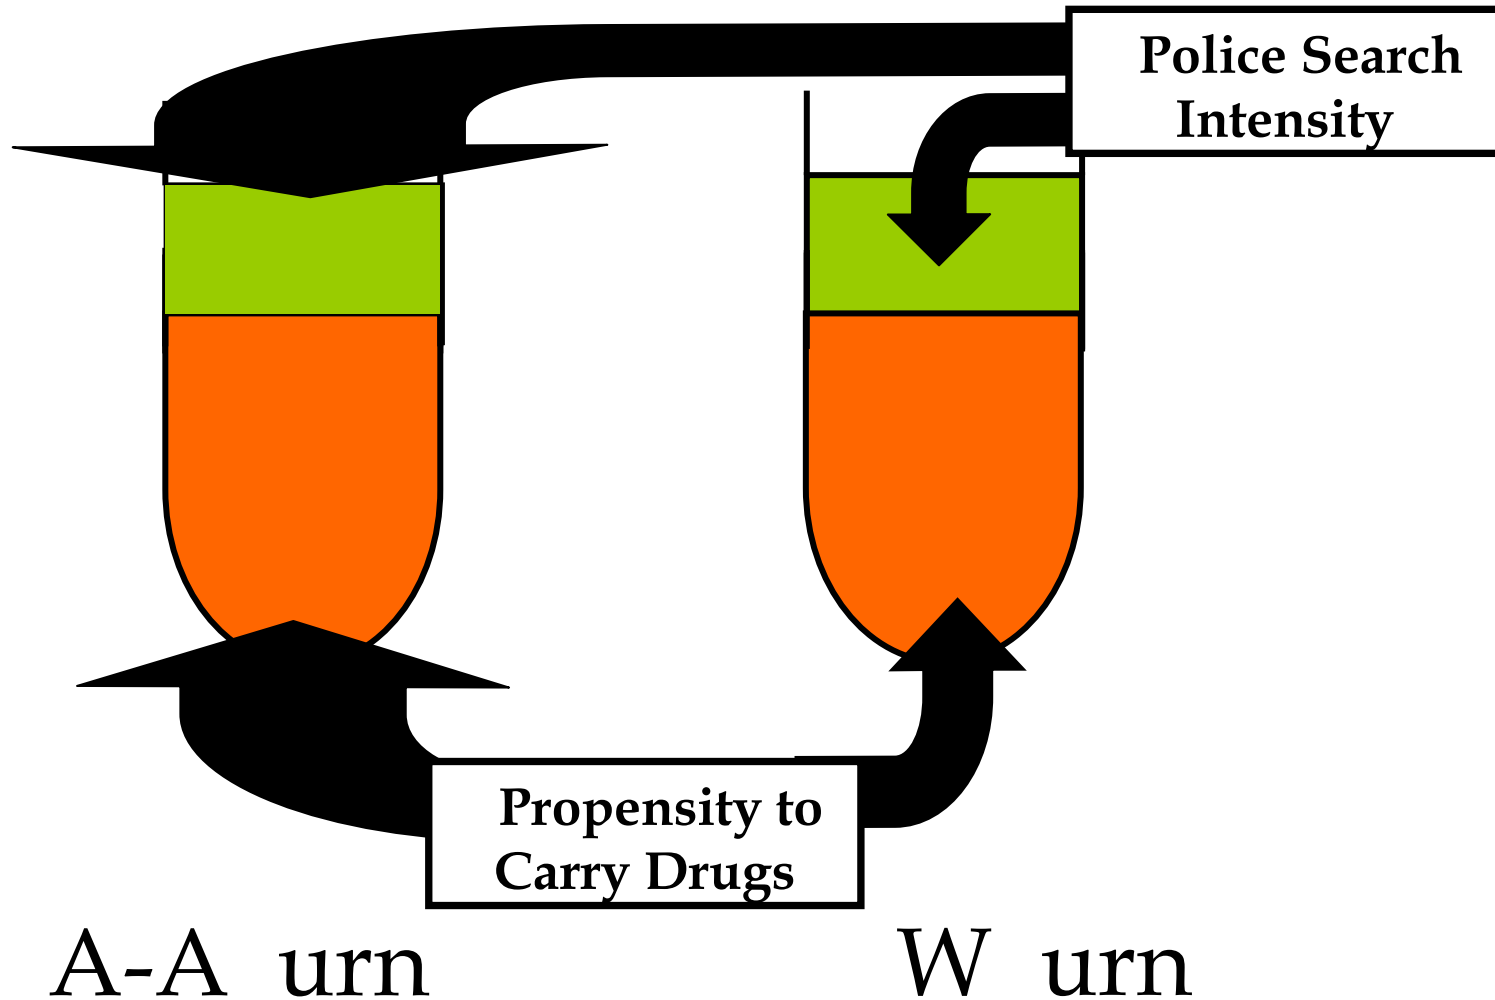 Police Search
Intensity
Propensity to
Carry Drugs
A-A urn
W urn